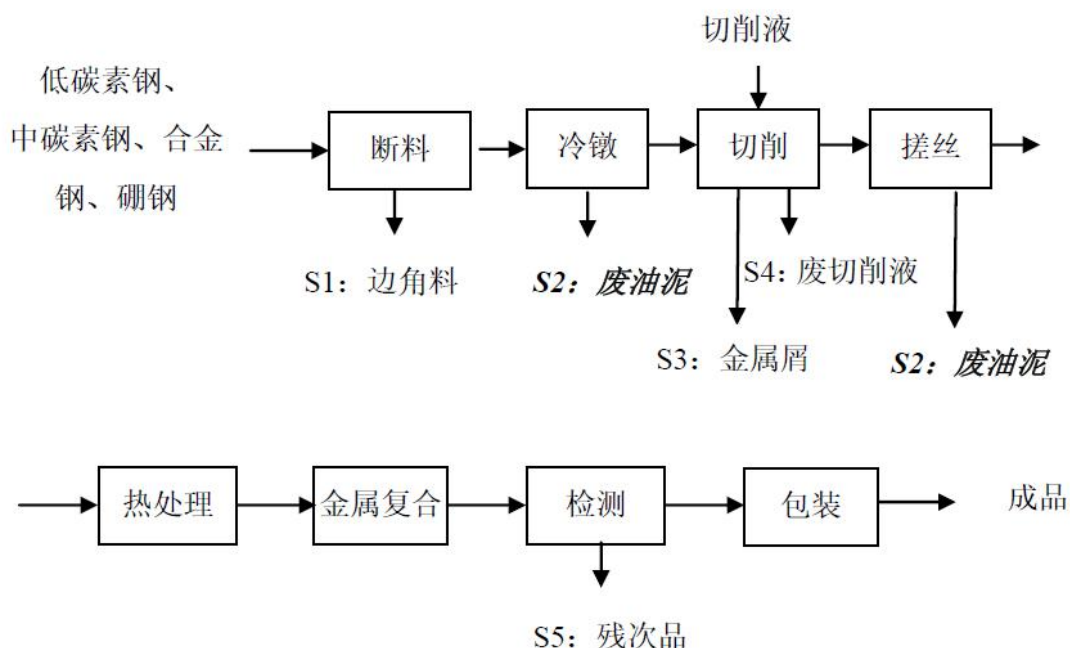 切削液
低碳素钢、
中碳素钢、合金
钢、硼钢
断料
冷镦
切削
搓丝
S1：边角料
S2：废油泥
S4：废切削液
S3：金属屑
S2：废油泥
热处理
金属复合
检测
包装
成品
S5：残次品